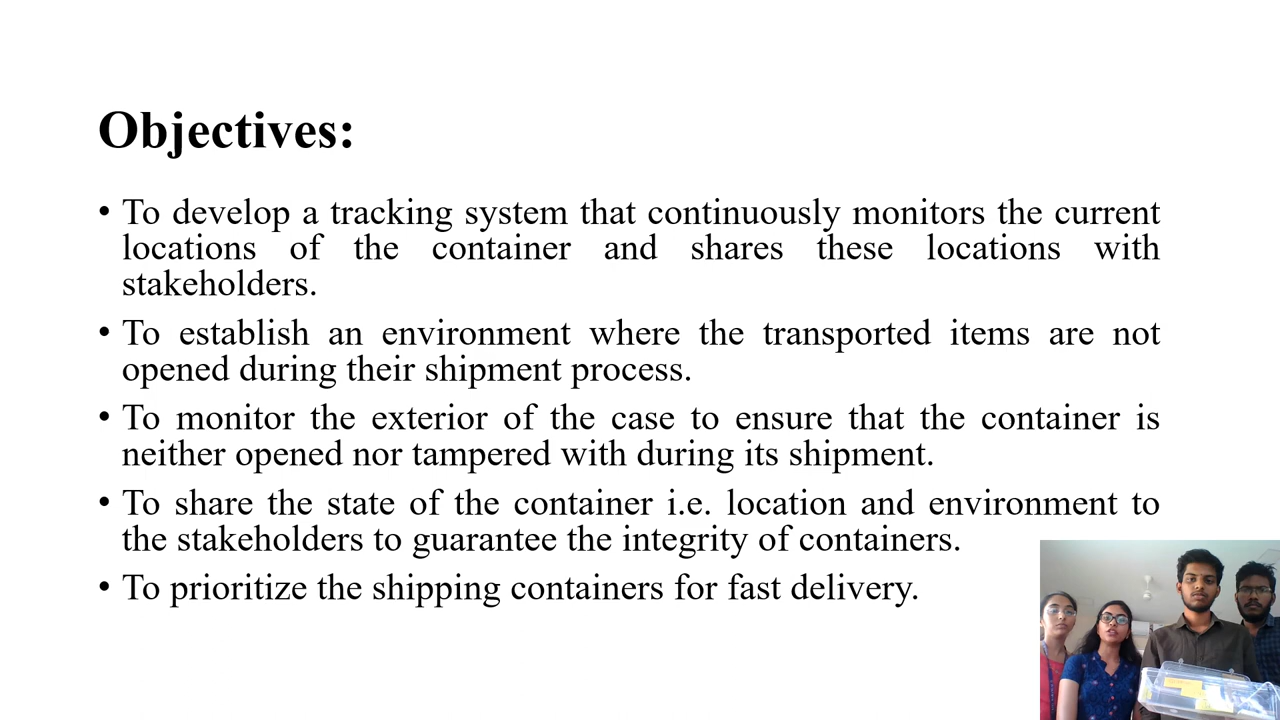 Objectives:
• To develop a tracking system that continuously monitors the current
locations of the container and shares these locations with
stakeholders.
• To establish an environment where the transported items are not
opened during their shipment process.
• To monitor the exterior of the case to ensure that the container is
neither opened nor tampered with during its shipment.
• To share the state of the container i.e. location and environment to
the stakeholders to guarantee the integrity of containers.
• To prioritize the shipping containers for fast delivery.